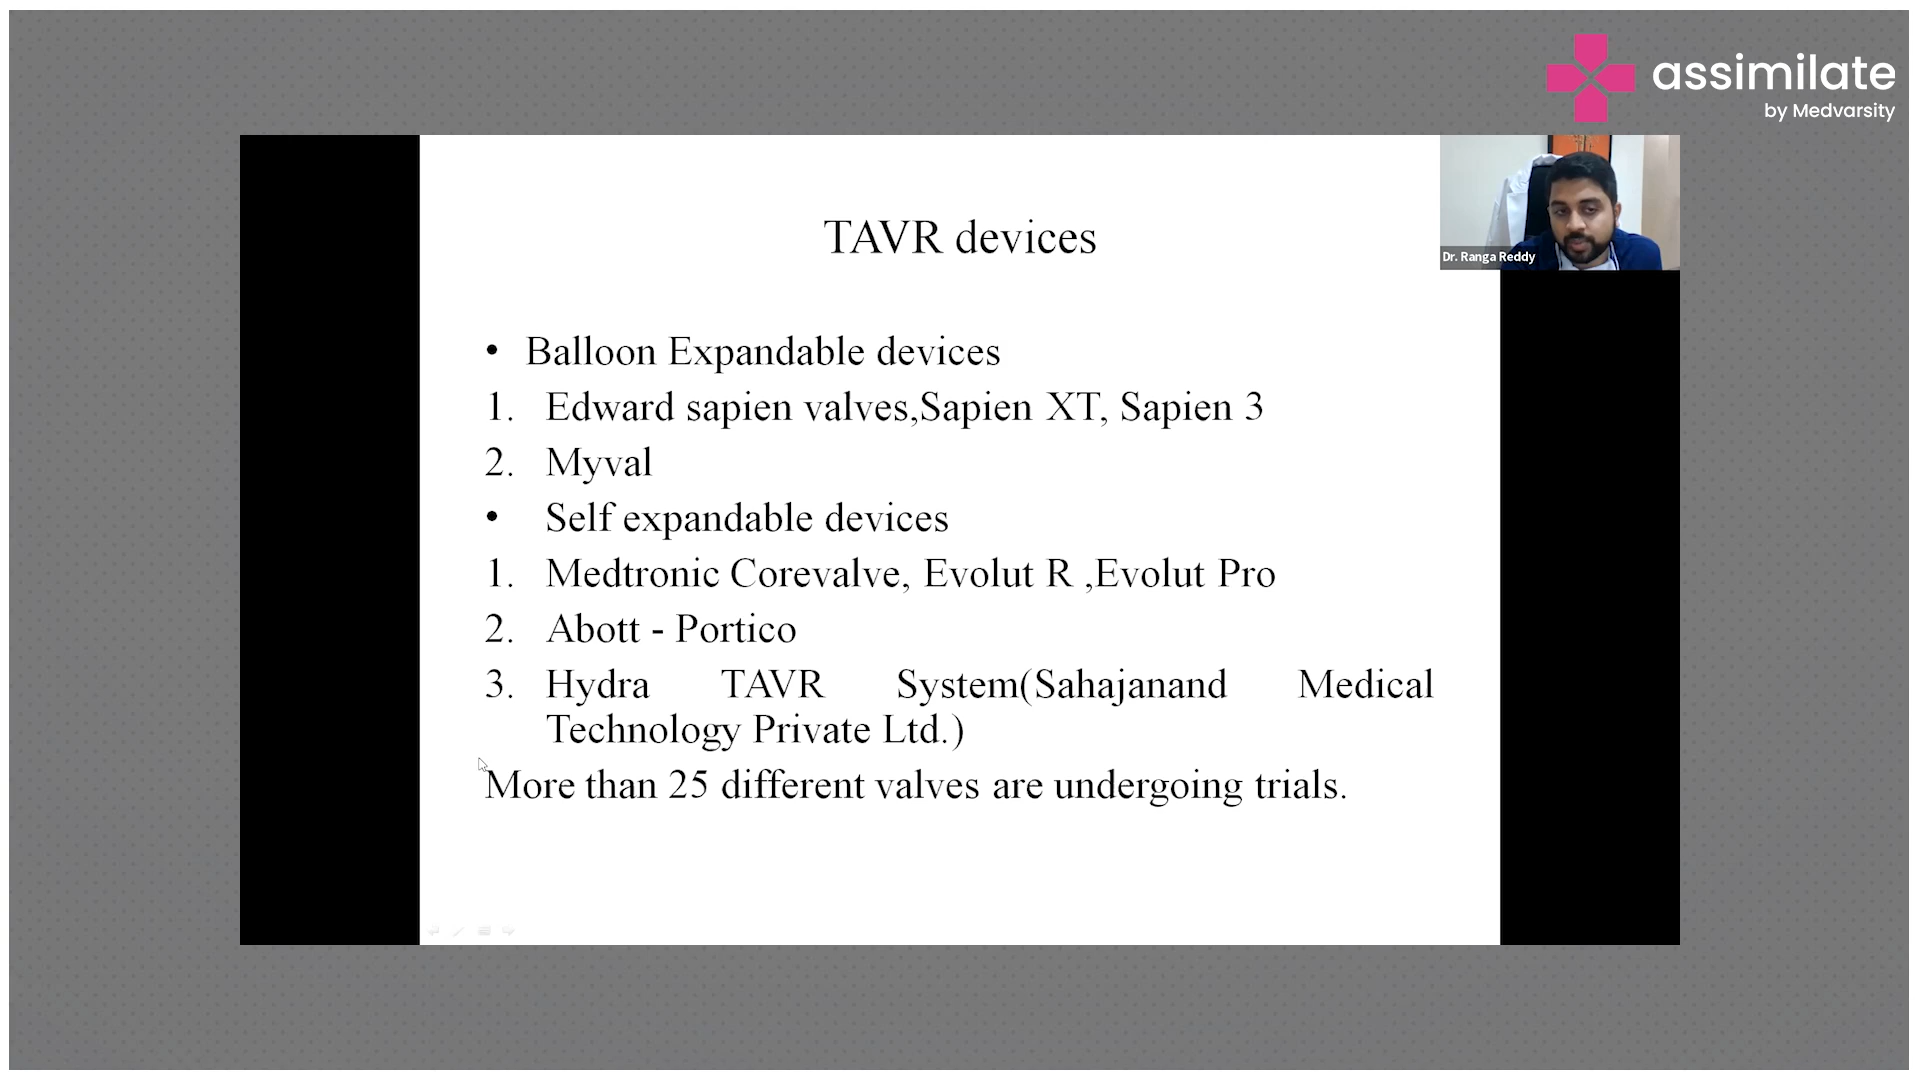 assimilate
by Medvarsity
Dr. Ranga Reddy
TAVR devices
• Balloon Expandable devices
1. Edward sapien valves,Sapien XT, Sapien 3
2. Myval
• Self expandable devices
1. Medtronic Corevalve, Evolut R ,Evolut Pro
2. Abott - Portico
3. Hydra TAVR System(Sahajanand Medical
Technology Private Ltd.)
More than 25 different valves are undergoing trials.